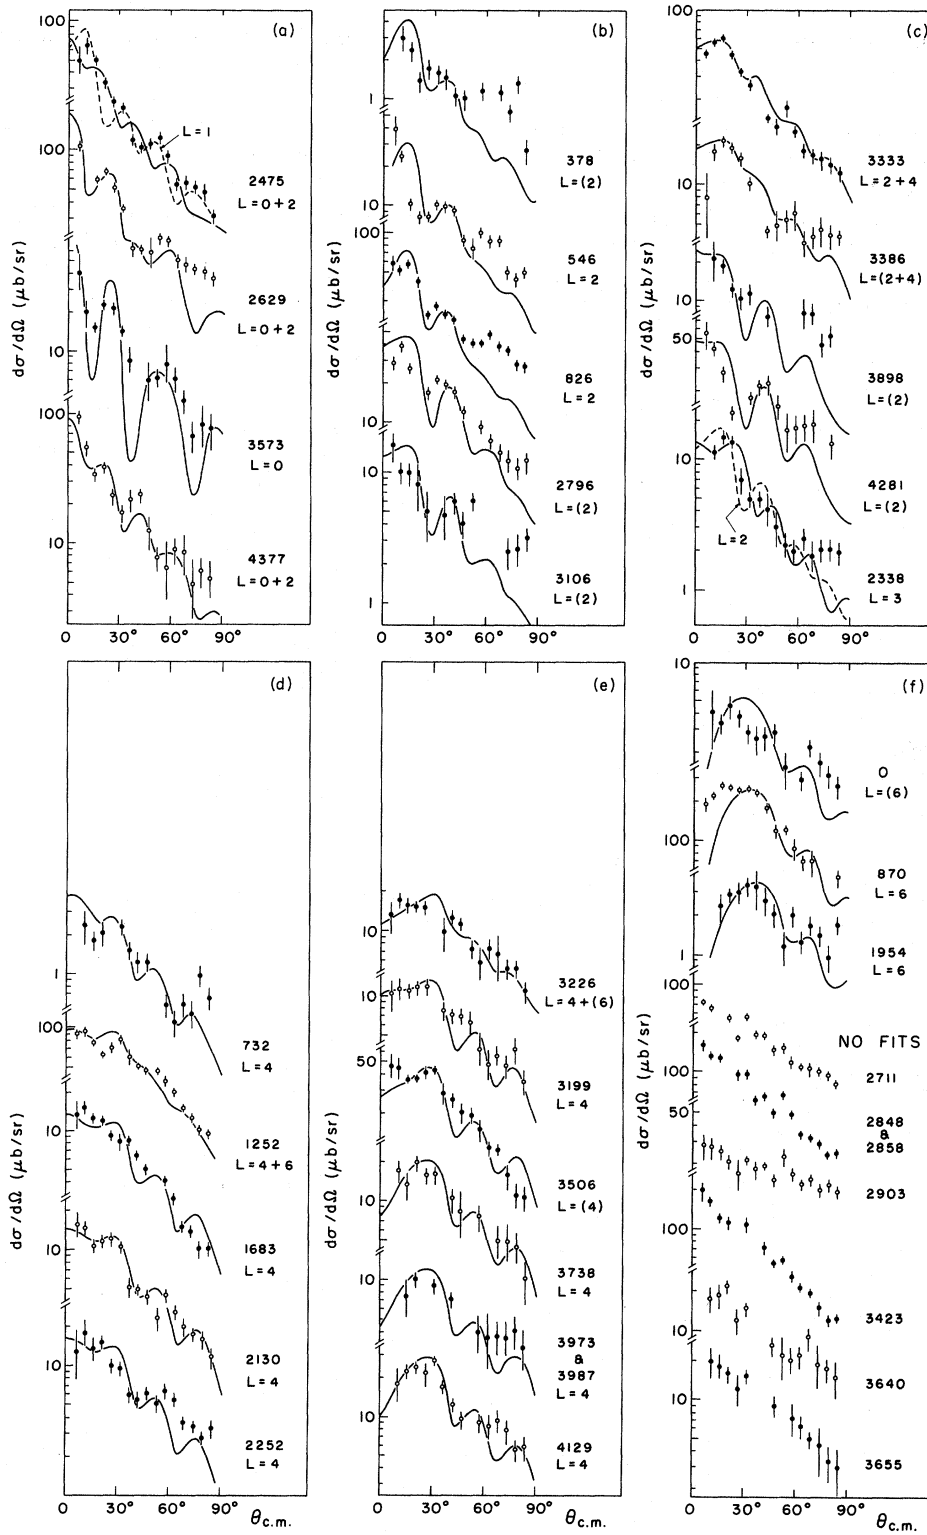 (a)
100
100
10
100
10
dσ/dΩ (μb/sr)
L=1
2475
L=0+2
2629
L=0+2
3573
L=0
4377
L=0+2
0 30° 60° 90°
(b)
1
10
100
10
10
1
dσ/dΩ (μb/sr)
378
L=(2)
546
L=2
826
L=2
2796
L=(2)
3106
L=(2)
0 30° 60° 90°
(c)
100
10
10
50
10
1
dσ/dΩ (μb/sr)
3333
L=2+4
3386
L=(2+4)
3898
L=(2)
4281
L=(2)
L=2
2338
L=3
0 30° 60° 90°
(d)
1
100
10
10
10
dσ/dΩ (μb/sr)
732
L=4
1252
L=4+6
1683
L=4
2130
L=4
2252
L=4
0 30° 60° 90°
θc.m.
(e)
10
10
50
10
10
10
dσ/dΩ (μb/sr)
3226
L=4+(6)
3199
L=4
3506
L=(4)
3738
L=4
3973
&
3987
L=4
4129
L=4
0 30° 60° 90°
θc.m.
(f)
10
100
1
100
100
50
100
10
10
dσ/dΩ (μb/sr)
0
L=(6)
870
L=6
1954
L=6
NO FITS
2711
2848
&
2858
2903
3423
3640
3655
0 30° 60° 90°
θc.m.